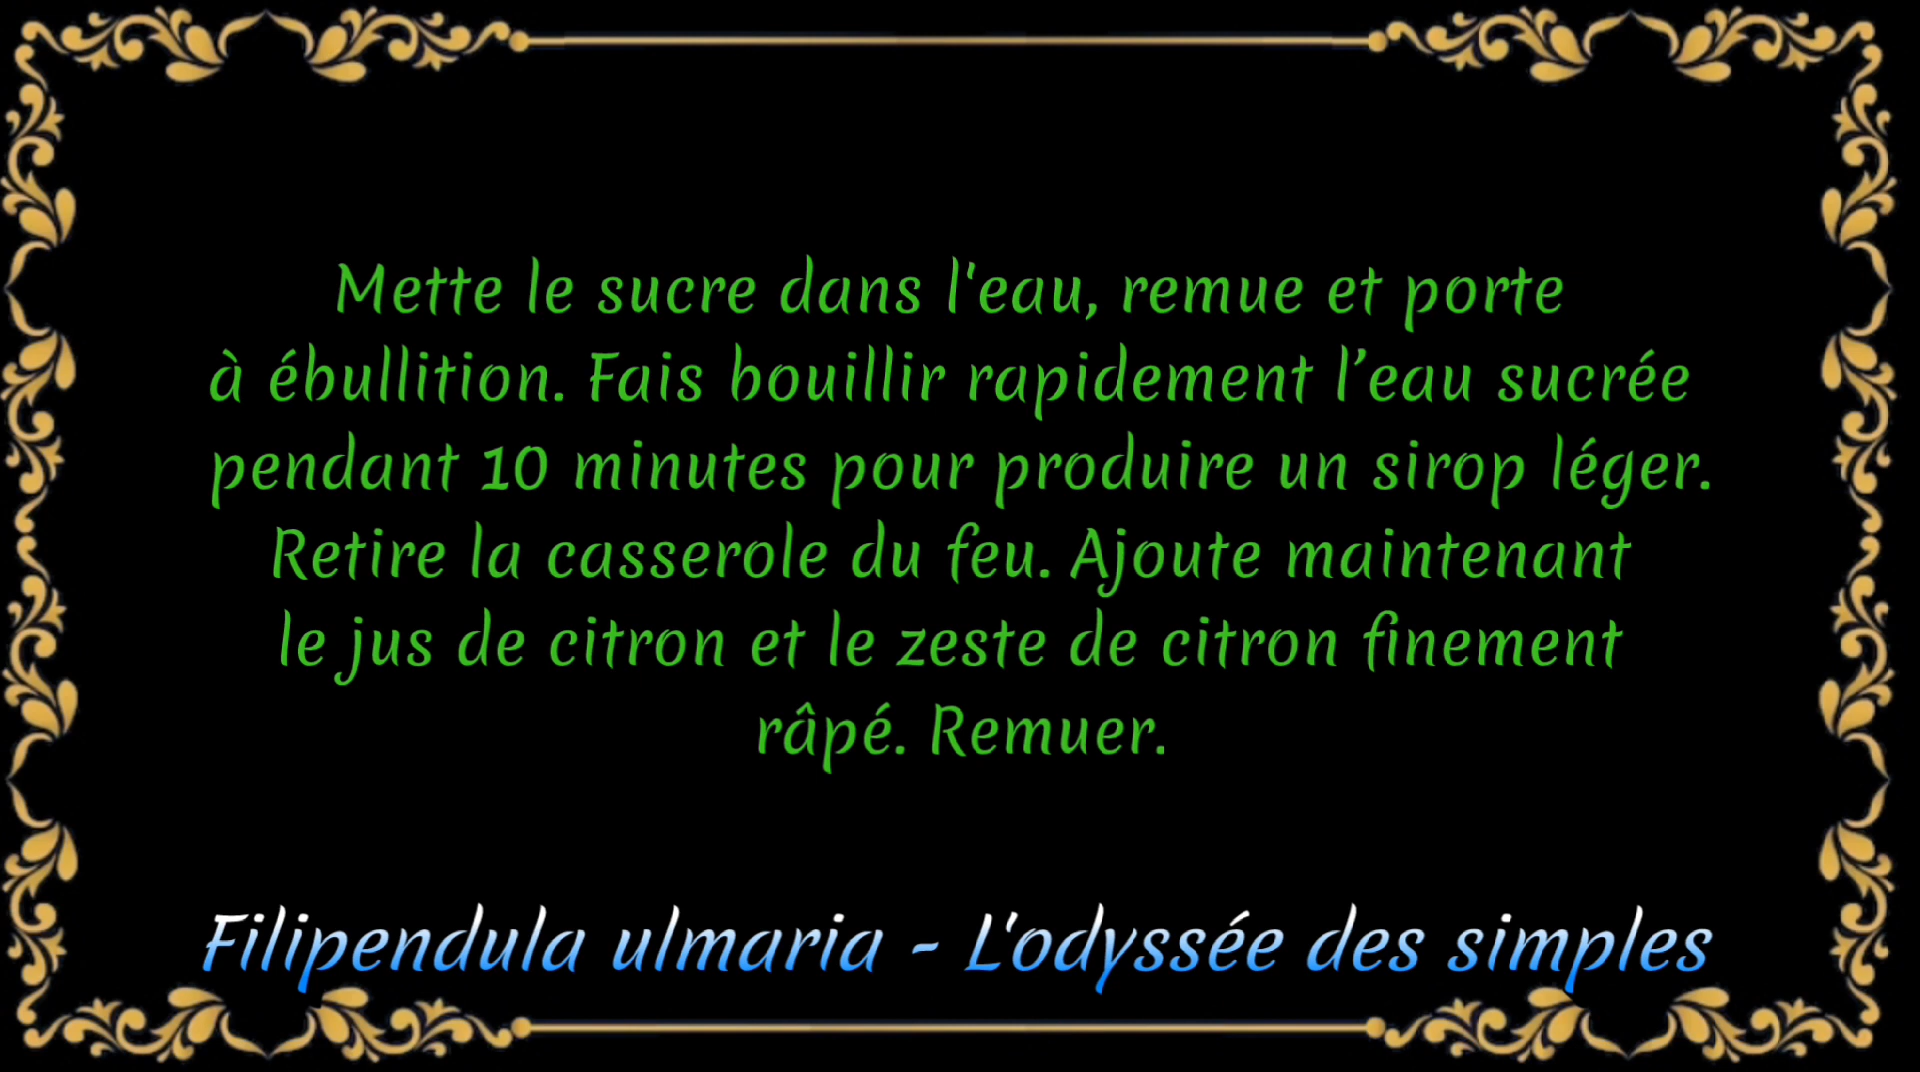 Mette le sucre dans l'eau, remue et porte
à ébullition. Fais bouillir rapidement l’eau sucrée
pendant 10 minutes pour produire un sirop léger.
Retire la casserole du feu. Ajoute maintenant
le jus de citron et le zeste de citron finement
râpé. Remuer.
Filipendula ulmaria - L'odyssée des simples